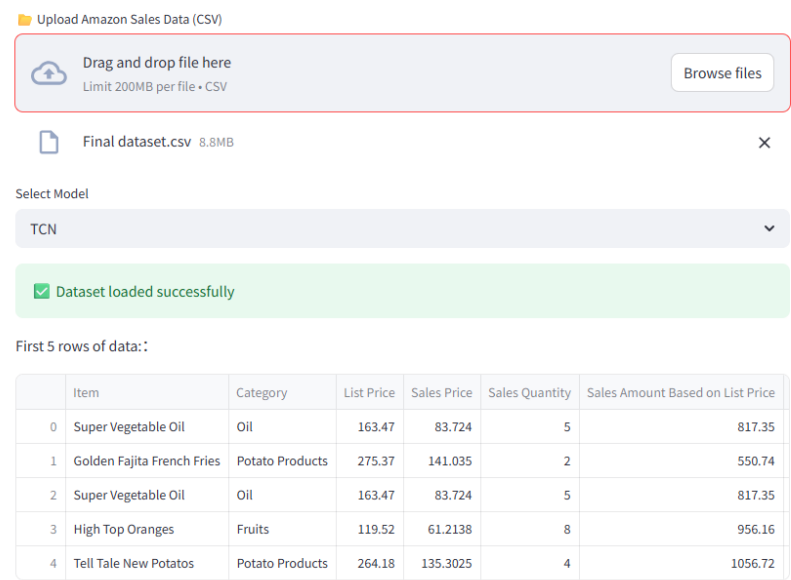 📂 Upload Amazon Sales Data (CSV)
Drag and drop file here
Limit 200MB per file • CSV
Browse files
Final dataset.csv 8.8MB
Select Model
TCN
✅ Dataset loaded successfully
First 5 rows of data::
Item Category List Price Sales Price Sales Quantity Sales Amount Based on List Price
0 Super Vegetable Oil Oil 163.47 83.724 5 817.35
1 Golden Fajita French Fries Potato Products 275.37 141.035 2 550.74
2 Super Vegetable Oil Oil 163.47 83.724 5 817.35
3 High Top Oranges Fruits 119.52 61.2138 8 956.16
4 Tell Tale New Potatos Potato Products 264.18 135.3025 4 1056.72